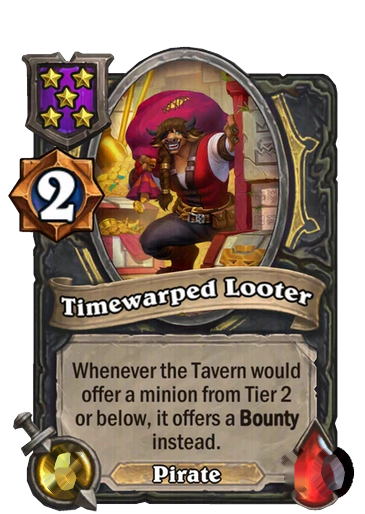 2
Timewarped Looter
Whenever the Tavern would
offer a minion from Tier 2
or below, it offers a Bounty
instead.
Pirate